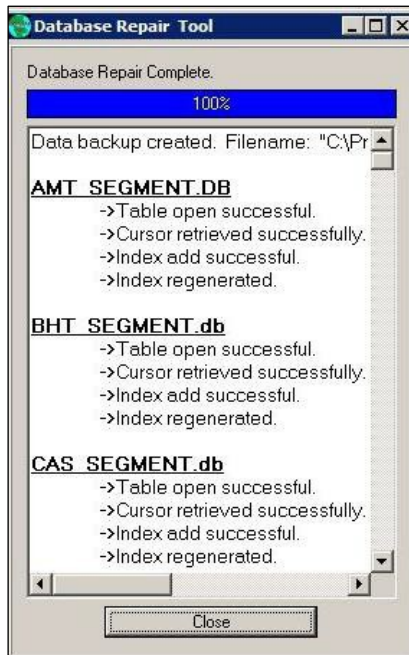 Database Repair Tool
Database Repair Complete.
100%
Data backup created. Filename: "C:\Pr
AMT_SEGMENT.DB
->Table open successful.
->Cursor retrieved successfully.
->Index add successful.
->Index regenerated.
BHT_SEGMENT.db
->Table open successful.
->Cursor retrieved successfully.
->Index add successful.
->Index regenerated.
CAS_SEGMENT.db
->Table open successful.
->Cursor retrieved successfully.
->Index add successful.
->Index regenerated.
Close